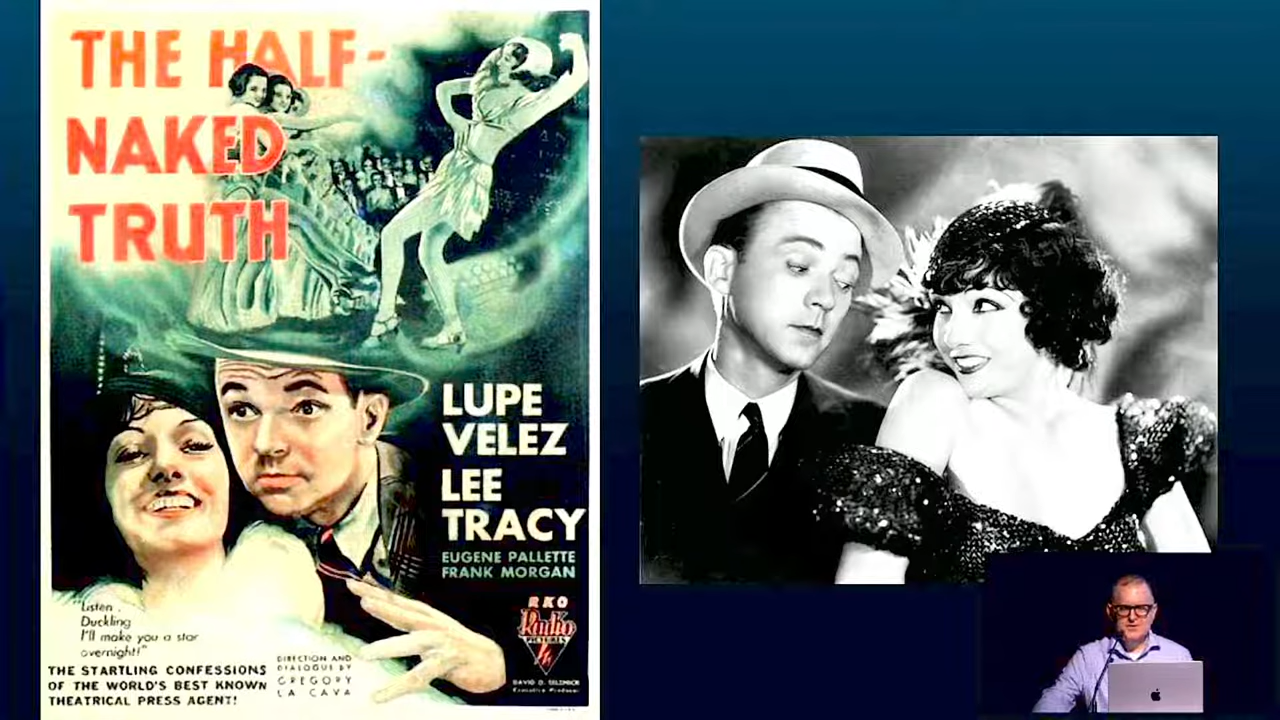 THE HALF-
NAKED
TRUTH
LUPE
VELEZ
LEE
TRACY
EUGENE PALLETTE
FRANK MORGAN
"Listen
Duckling
I'll make you a star
overnight!"
THE STARTLING CONFESSIONS
OF THE WORLD'S BEST KNOWN
THEATRICAL PRESS AGENT!
DIRECTION AND
DIALOGUE BY
GREGORY
LA CAVA
RKO
Radio
PICTURES
DAVID O. SELZNICK
Executive Producer